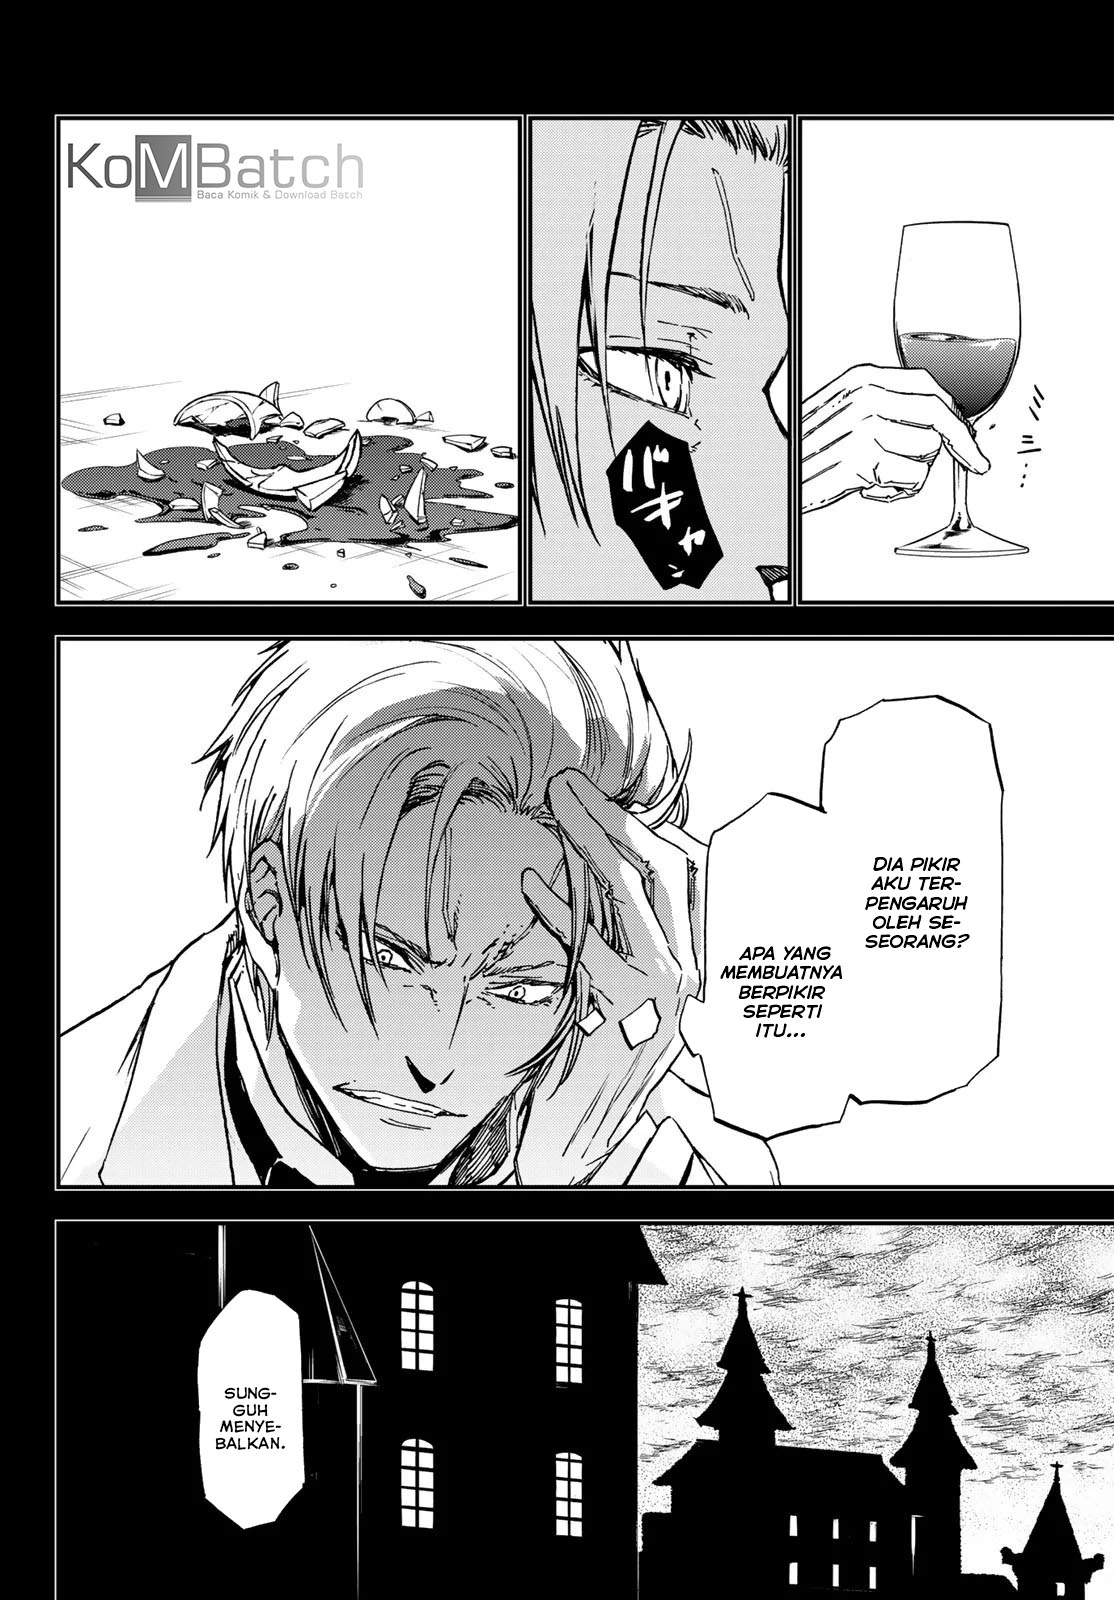 KoMBatch
Baca Komik & Download Batch
バキャ
DIA PIKIR
AKU TER-
PENGARUH
OLEH SE-
SEORANG?
APA YANG
MEMBUATNYA
BERPIKIR
SEPERTI
ITU...
SUNG-
GUH
MENYE-
BALKAN.